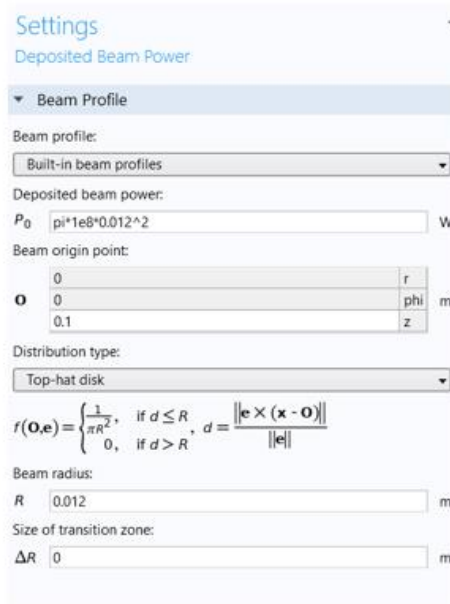 Settings
Deposited Beam Power
Beam Profile
Beam profile:
Built-in beam profiles
Deposited beam power:
P₀ pi*1e8*0.012^2 W
Beam origin point:
0 r
O 0 phi m
0.1 z
Distribution type:
Top-hat disk
f(O,e) = { 1/(πR²), if d ≤ R; 0, if d > R, d = ||e × (x - O)|| / ||e||
Beam radius:
R 0.012 m
Size of transition zone:
ΔR 0 m